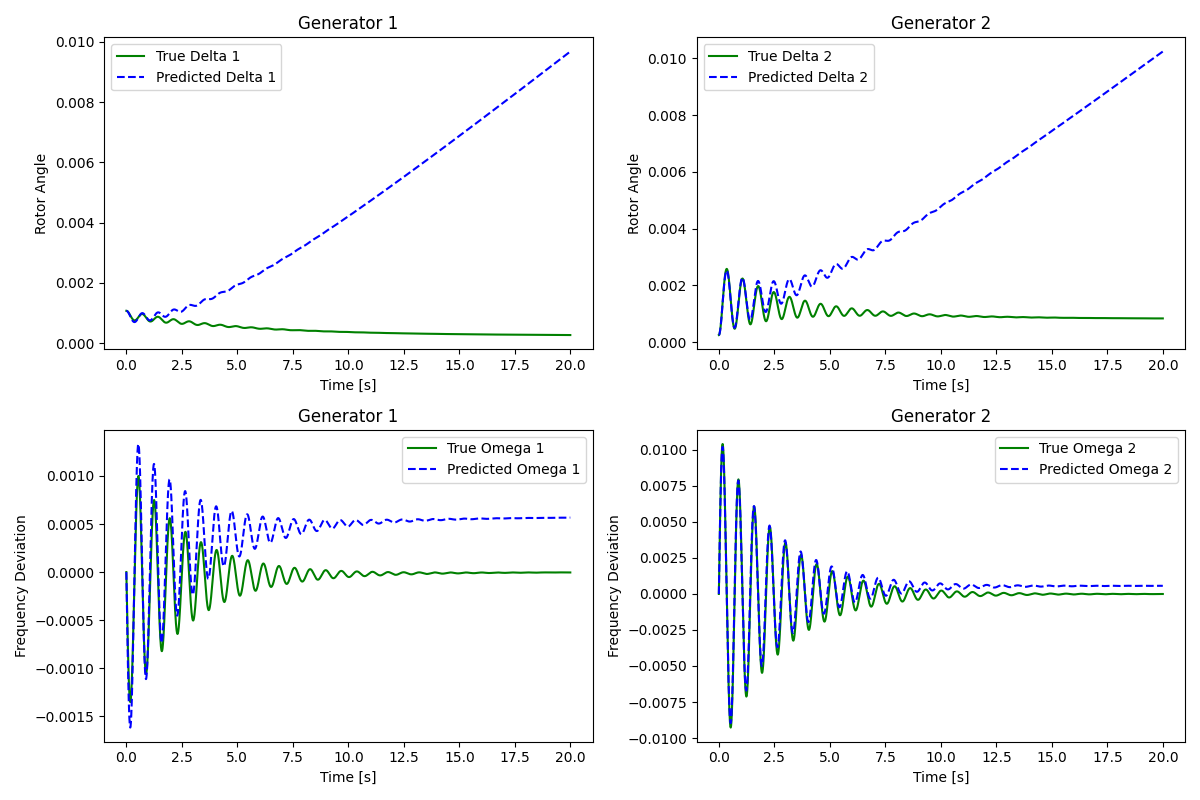 Generator 1
True Delta 1
Predicted Delta 1
Rotor Angle
0.010
0.008
0.006
0.004
0.002
0.000
0.0 2.5 5.0 7.5 10.0 12.5 15.0 17.5 20.0
Time [s]
Generator 2
True Delta 2
Predicted Delta 2
Rotor Angle
0.010
0.008
0.006
0.004
0.002
0.000
0.0 2.5 5.0 7.5 10.0 12.5 15.0 17.5 20.0
Time [s]
Generator 1
True Omega 1
Predicted Omega 1
Frequency Deviation
0.0010
0.0005
0.0000
−0.0005
−0.0010
−0.0015
0.0 2.5 5.0 7.5 10.0 12.5 15.0 17.5 20.0
Time [s]
Generator 2
True Omega 2
Predicted Omega 2
Frequency Deviation
0.0100
0.0075
0.0050
0.0025
0.0000
−0.0025
−0.0050
−0.0075
−0.0100
0.0 2.5 5.0 7.5 10.0 12.5 15.0 17.5 20.0
Time [s]